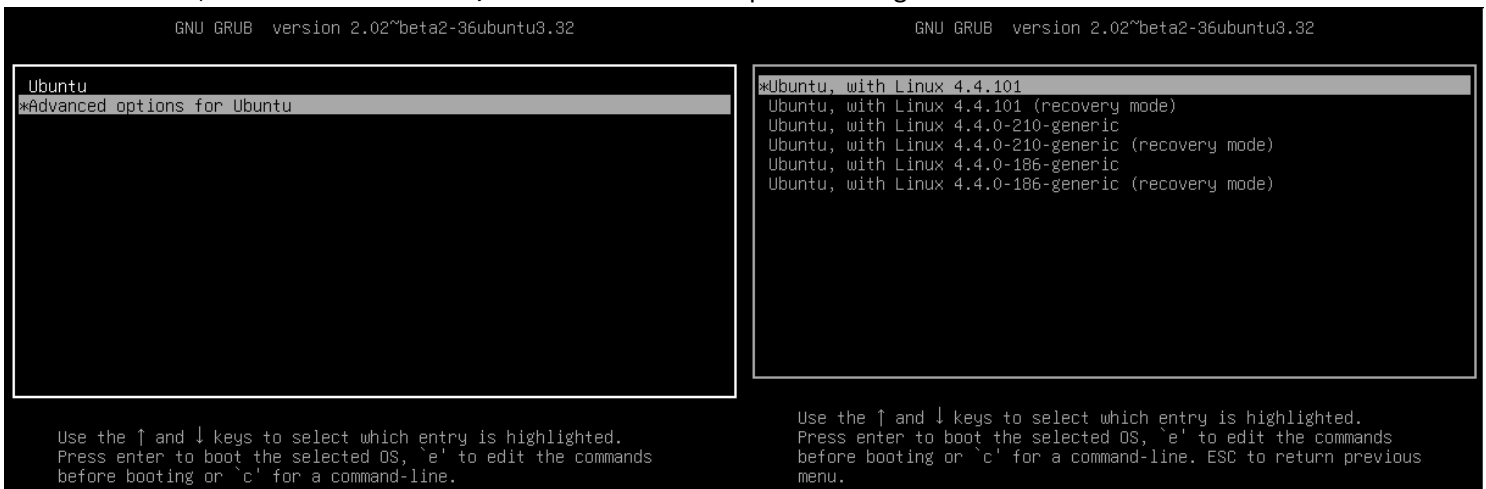 GNU GRUB version 2.02~beta2-36ubuntu3.32
Ubuntu
*Advanced options for Ubuntu
Use the ↑ and ↓ keys to select which entry is highlighted.
Press enter to boot the selected OS, `e' to edit the commands
before booting or `c' for a command-line.
GNU GRUB version 2.02~beta2-36ubuntu3.32
*Ubuntu, with Linux 4.4.101
Ubuntu, with Linux 4.4.101 (recovery mode)
Ubuntu, with Linux 4.4.0-210-generic
Ubuntu, with Linux 4.4.0-210-generic (recovery mode)
Ubuntu, with Linux 4.4.0-186-generic
Ubuntu, with Linux 4.4.0-186-generic (recovery mode)
Use the ↑ and ↓ keys to select which entry is highlighted.
Press enter to boot the selected OS, `e' to edit the commands
before booting or `c' for a command-line. ESC to return previous
menu.